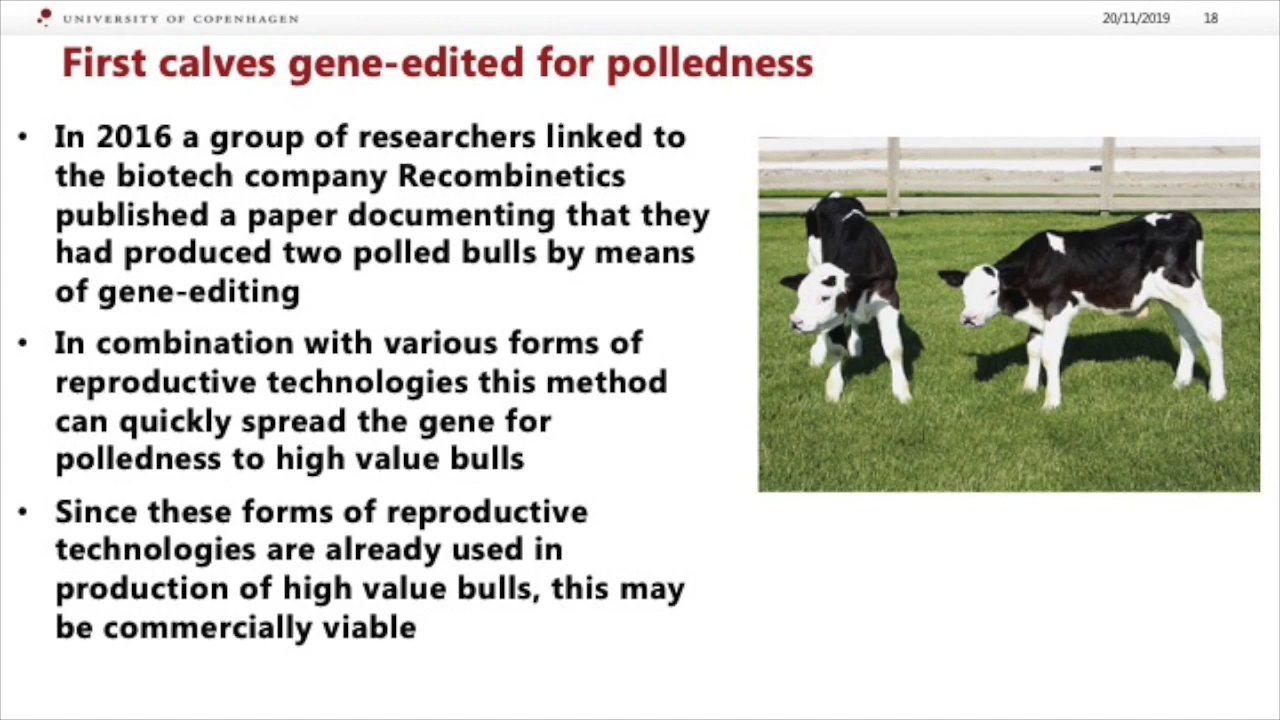 UNIVERSITY OF COPENHAGEN
20/11/2019 18
First calves gene-edited for polledness
• In 2016 a group of researchers linked to
the biotech company Recombinetics
published a paper documenting that they
had produced two polled bulls by means
of gene-editing
• In combination with various forms of
reproductive technologies this method
can quickly spread the gene for
polledness to high value bulls
• Since these forms of reproductive
technologies are already used in
production of high value bulls, this may
be commercially viable